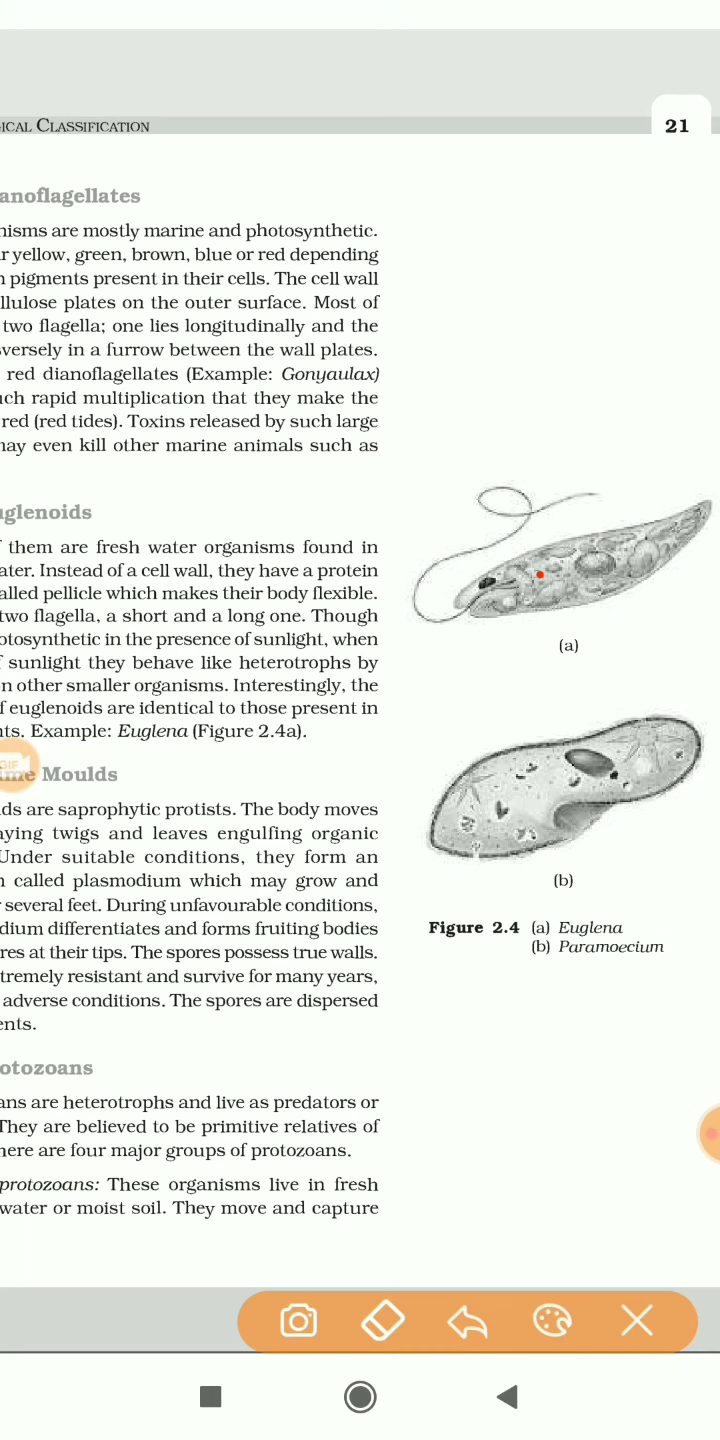 ICAL CLASSIFICATION
21
anoflagellates
nisms are mostly marine and photosynthetic.
r yellow, green, brown, blue or red depending
n pigments present in their cells. The cell wall
llulose plates on the outer surface. Most of
two flagella; one lies longitudinally and the
sversely in a furrow between the wall plates.
red dianoflagellates (Example: Gonyaulax)
uch rapid multiplication that they make the
red (red tides). Toxins released by such large
may even kill other marine animals such as
uglenoids
f them are fresh water organisms found in
ater. Instead of a cell wall, they have a protein
alled pellicle which makes their body flexible.
two flagella, a short and a long one. Though
otosynthetic in the presence of sunlight, when
f sunlight they behave like heterotrophs by
n other smaller organisms. Interestingly, the
f euglenoids are identical to those present in
nts. Example: Euglena (Figure 2.4a).
GIF
ime Moulds
lds are saprophytic protists. The body moves
aying twigs and leaves engulfing organic
Under suitable conditions, they form an
n called plasmodium which may grow and
r several feet. During unfavourable conditions,
dium differentiates and forms fruiting bodies
res at their tips. The spores possess true walls.
xtremely resistant and survive for many years,
adverse conditions. The spores are dispersed
ents.
otozoans
ans are heterotrophs and live as predators or
They are believed to be primitive relatives of
here are four major groups of protozoans.
protozoans: These organisms live in fresh
water or moist soil. They move and capture
(a)
(b)
Figure 2.4 (a) Euglena
(b) Paramoecium